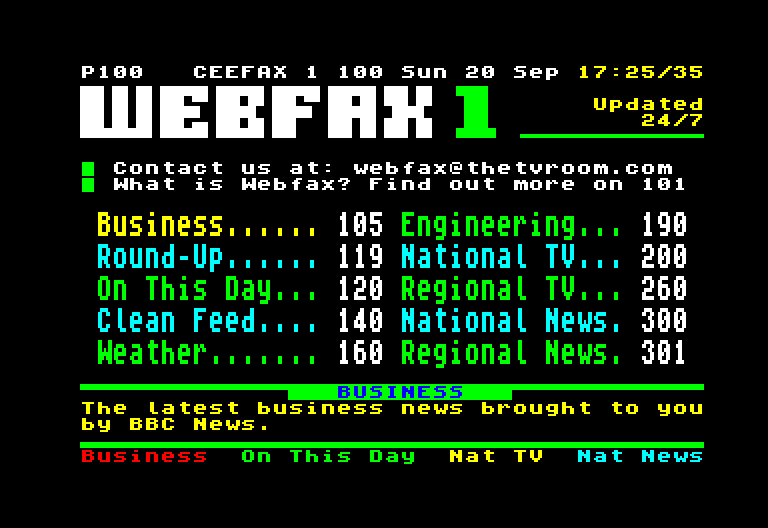 P100 CEEFAX 1 100 Sun 20 Sep 17:25/35
WEBFAX 1
Updated
24/7
Contact us at: webfax@thetvroom.com
What is Webfax? Find out more on 101
Business...... 105 Engineering... 190
Round-Up...... 119 National TV... 200
On This Day... 120 Regional TV... 260
Clean Feed.... 140 National News. 300
Weather....... 160 Regional News. 301
BUSINESS
The latest business news brought to you
by BBC News.
Business On This Day Nat TV Nat News